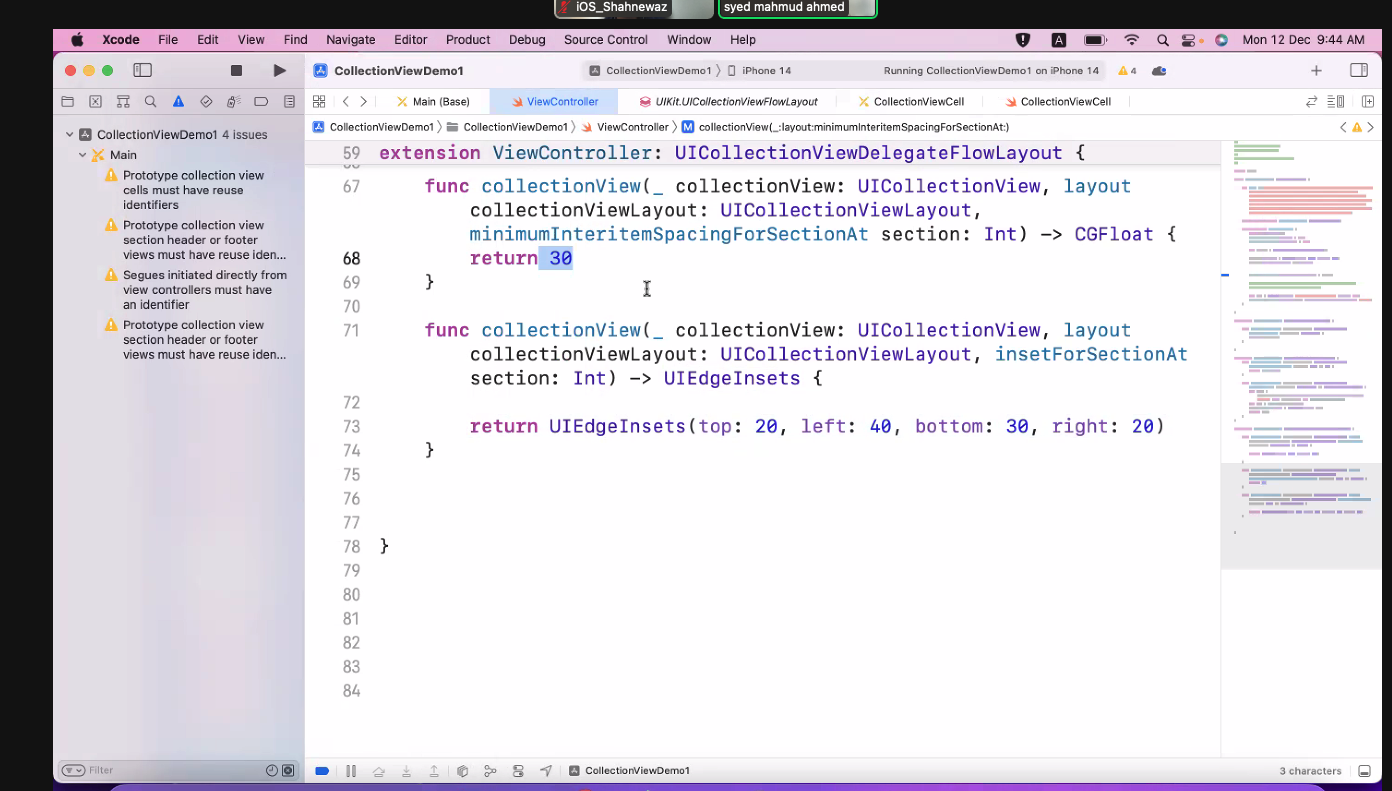 iOS_Shahnewaz
syed mahmud ahmed
Xcode File Edit View Find Navigate Editor Product Debug Source Control Window Help
A
Mon 12 Dec 9:44 AM
CollectionViewDemo1
CollectionViewDemo1 〉 iPhone 14
Running CollectionViewDemo1 on iPhone 14
4
Main (Base)
ViewController
UIKit.UICollectionViewFlowLayout
CollectionViewCell
CollectionViewCell
CollectionViewDemo1 〉 CollectionViewDemo1 〉 ViewController 〉 M collectionView(_:layout:minimumInteritemSpacingForSectionAt:)
CollectionViewDemo1 4 issues
Main
Prototype collection view
cells must have reuse
identifiers
Prototype collection view
section header or footer
views must have reuse iden...
Segues initiated directly from
view controllers must have
an identifier
Prototype collection view
section header or footer
views must have reuse iden...
59 extension ViewController: UICollectionViewDelegateFlowLayout {
67 func collectionView(_ collectionView: UICollectionView, layout
collectionViewLayout: UICollectionViewLayout,
minimumInteritemSpacingForSectionAt section: Int) -> CGFloat {
68 return 30
69 }
70
71 func collectionView(_ collectionView: UICollectionView, layout
collectionViewLayout: UICollectionViewLayout, insetForSectionAt
section: Int) -> UIEdgeInsets {
72
73 return UIEdgeInsets(top: 20, left: 40, bottom: 30, right: 20)
74 }
75
76
77
78 }
79
80
81
82
83
84
Filter
CollectionViewDemo1
3 characters